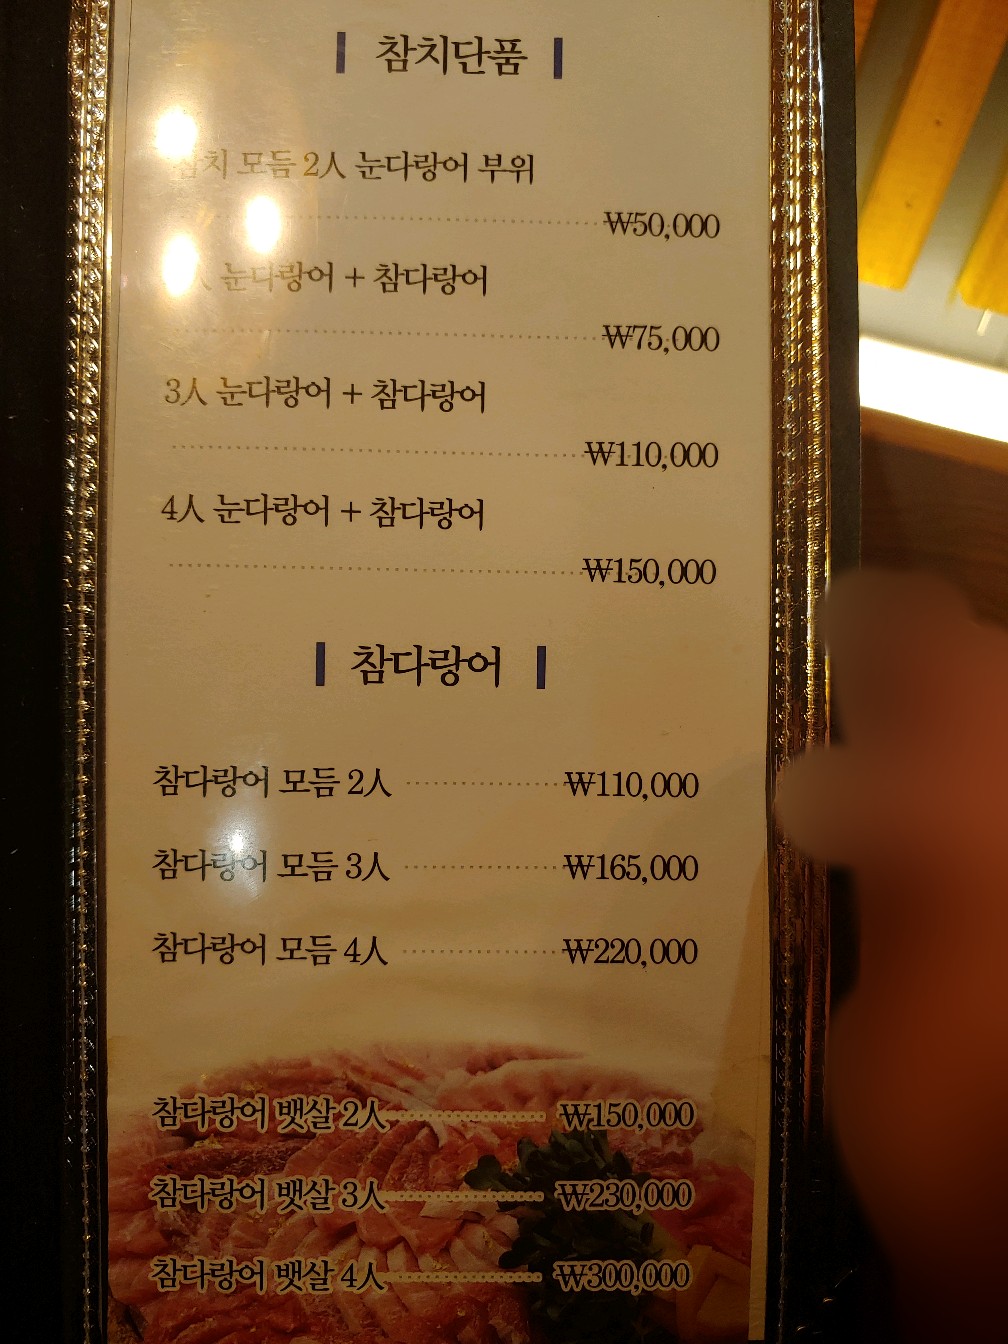 참치단품
참치 모듬 2人 눈다랑어 부위
₩50,000
人 눈다랑어 + 참다랑어
₩75,000
3人 눈다랑어 + 참다랑어
₩110,000
4人 눈다랑어 + 참다랑어
₩150,000
참다랑어
참다랑어 모듬 2人 ₩110,000
참다랑어 모듬 3人 ₩165,000
참다랑어 모듬 4人 ₩220,000
참다랑어 뱃살 2人 ₩150,000
참다랑어 뱃살 3人 ₩230,000
참다랑어 뱃살 4人 ₩300,000